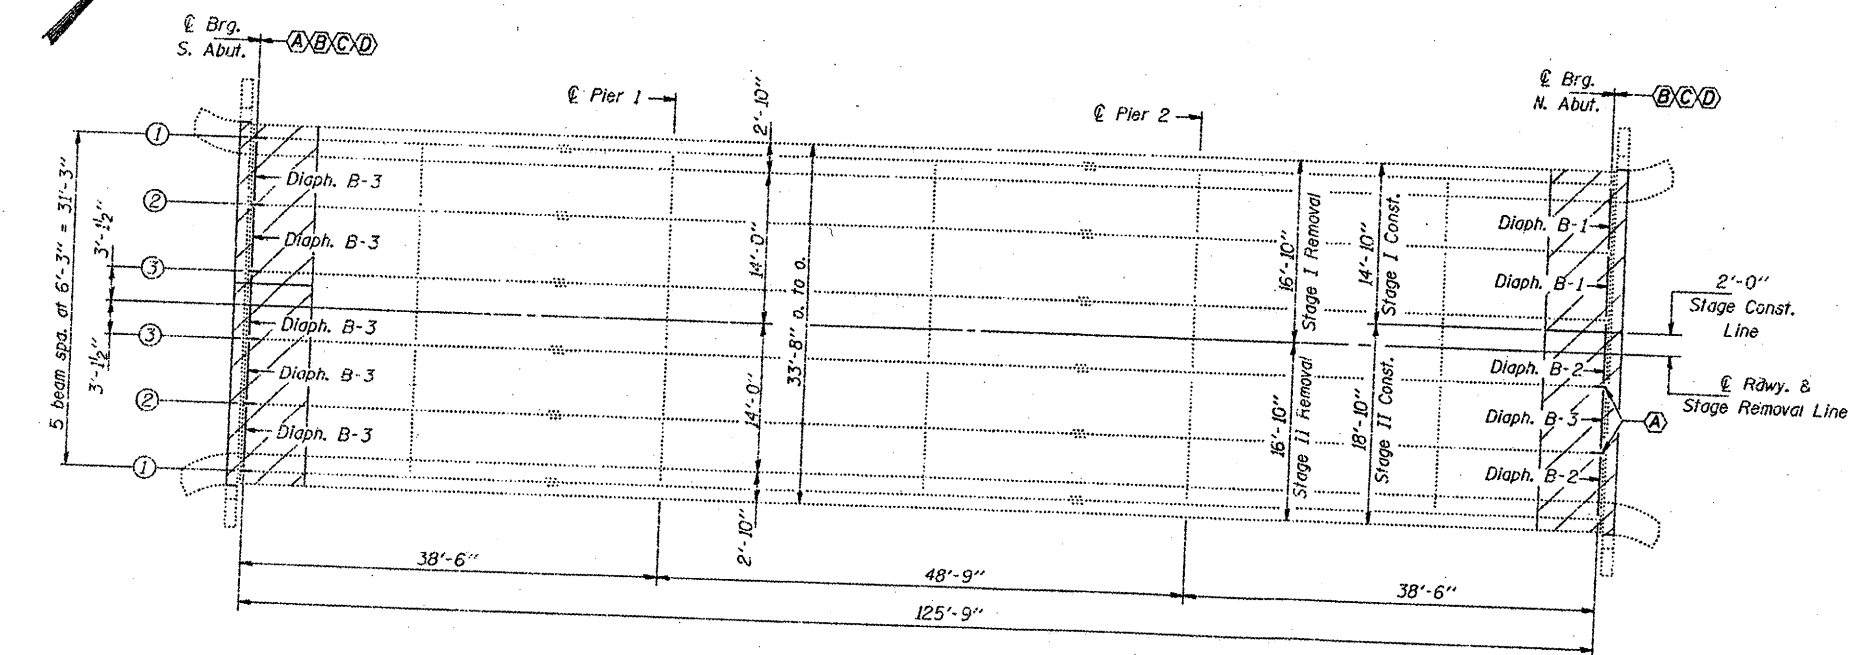 ℄ Brg.
S. Abut.
A B C D
℄ Pier 1
2'-10"
℄ Pier 2
℄ Brg.
N. Abut.
B C D
1
Diaph. B-3
2
Diaph. B-3
3
Diaph. B-3
3
Diaph. B-3
2
Diaph. B-3
1
5 beam spa. at 6'-3" = 31'-3"
3'-1½"
3'-1½"
14'-0"
14'-0"
2'-10"
33'-8" o. to o.
16'-10"
Stage I Removal
16'-10"
Stage II Removal
14'-10"
Stage I Const.
18'-10"
Stage II Const.
Diaph. B-1
Diaph. B-1
Diaph. B-2
Diaph. B-3
Diaph. B-2
2'-0"
Stage Const.
Line
℄ Rdwy. &
Stage Removal Line
A
38'-6"
48'-9"
38'-6"
125'-9"